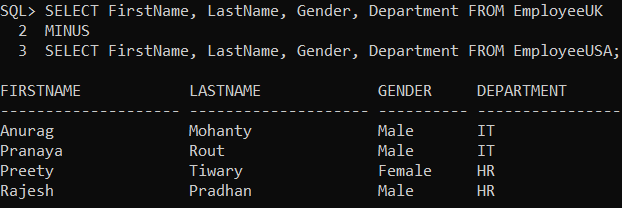 SQL> SELECT FirstName, LastName, Gender, Department FROM EmployeeUK
2 MINUS
3 SELECT FirstName, LastName, Gender, Department FROM EmployeeUSA;
FIRSTNAME LASTNAME GENDER DEPARTMENT
-------------------- ------------------- ---------- ---------------
Anurag Mohanty Male IT
Pranaya Rout Male IT
Preety Tiwary Female HR
Rajesh Pradhan Male HR